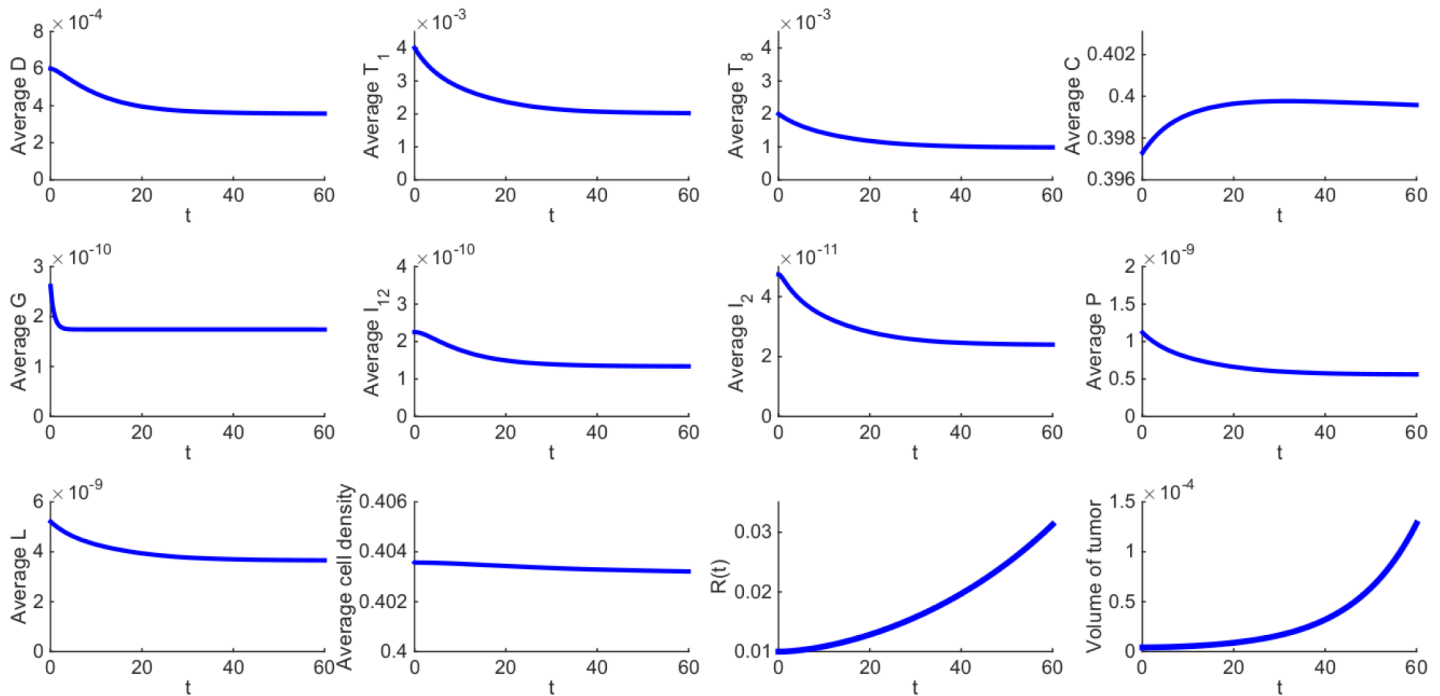 × 10⁻⁴
Average D
8
6
4
2
0
0 20 40 60
t
× 10⁻³
Average T₁
4
3
2
1
0
0 20 40 60
t
× 10⁻³
Average T₈
4
3
2
1
0
0 20 40 60
t
Average C
0.402
0.4
0.398
0.396
0 20 40 60
t
× 10⁻¹⁰
Average G
3
2
1
0
0 20 40 60
t
× 10⁻¹⁰
Average I₁₂
4
3
2
1
0
0 20 40 60
t
× 10⁻¹¹
Average I₂
4
2
0
0 20 40 60
t
× 10⁻⁹
Average P
2
1.5
1
0.5
0
0 20 40 60
t
× 10⁻⁹
Average L
6
4
2
0
0 20 40 60
t
Average cell density
0.406
0.404
0.402
0.4
0 20 40 60
t
R(t)
0.03
0.02
0.01
0 20 40 60
t
× 10⁻⁴
Volume of tumor
1.5
1
0.5
0
0 20 40 60
t